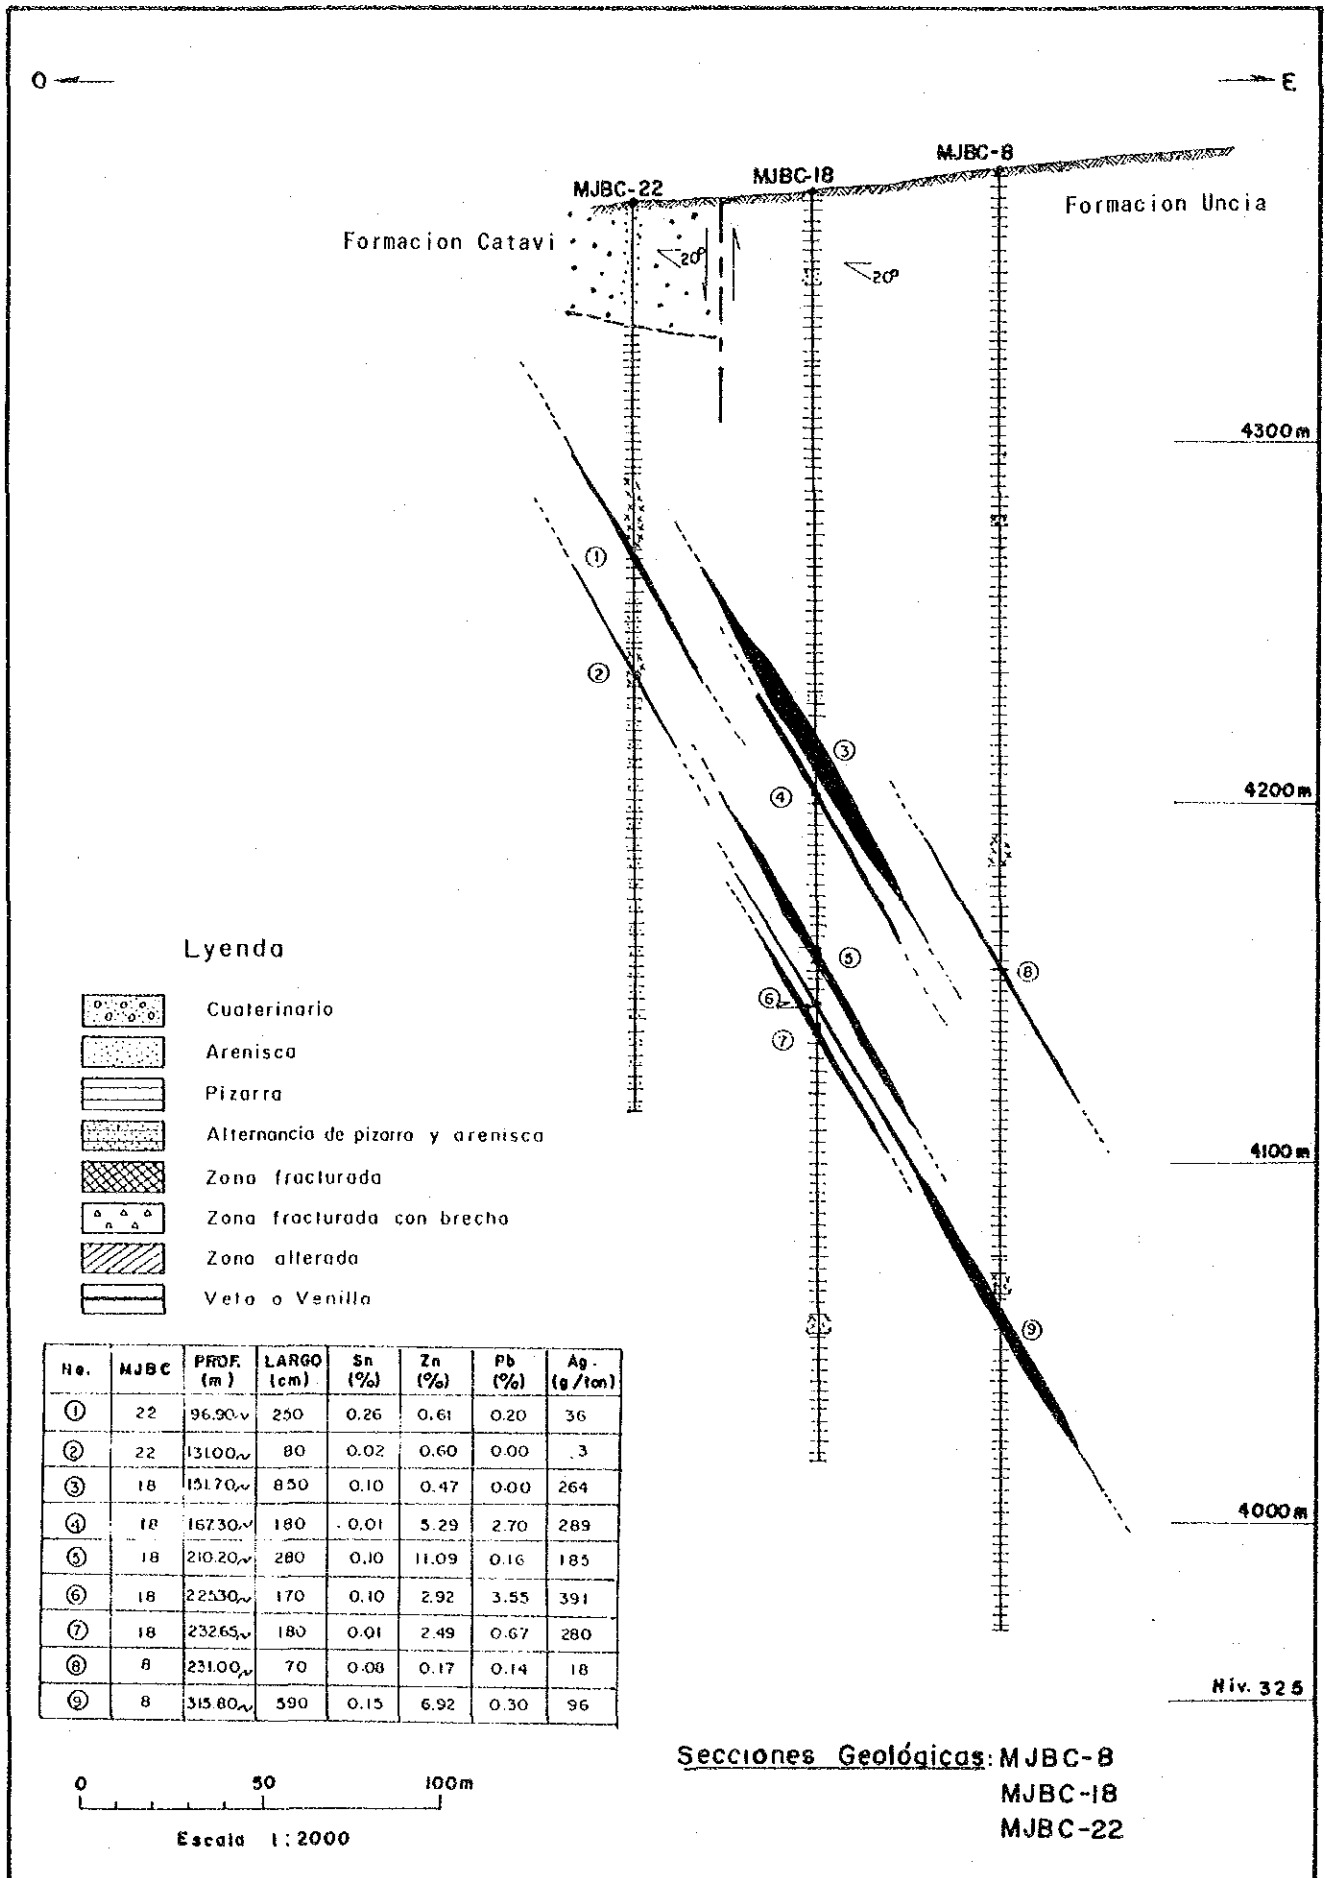 O E
MJBC-22 MJBC-18 MJBC-8
Formacion Catavi
Formacion Uncia
20° 20°
4300m
①
②
③
④
4200m
⑤
⑧
⑥
⑦
4100m
⑨
4000m
Niv. 325
Lyenda
Cuaterinario
Arenisca
Pizarra
Alternancia de pizarra y arenisca
Zona fracturada
Zona fracturada con brecha
Zona alterada
Veta o Venilla
No. MJBC PROF. (m) LARGO (cm) Sn (%) Zn (%) Pb (%) Ag. (g/ton)
① 22 96.90~ 250 0.26 0.61 0.20 36
② 22 131.00~ 80 0.02 0.60 0.00 3
③ 18 151.70~ 850 0.10 0.47 0.00 264
④ 18 167.30~ 180 0.01 5.29 2.70 289
⑤ 18 210.20~ 280 0.10 11.09 0.16 185
⑥ 18 225.30~ 170 0.10 2.92 3.55 391
⑦ 18 232.65~ 180 0.01 2.49 0.67 280
⑧ 8 231.00~ 70 0.08 0.17 0.14 18
⑨ 8 315.80~ 590 0.15 6.92 0.30 96
0 50 100m
Escala 1:2000
Secciones Geológicas: MJBC-8
MJBC-18
MJBC-22